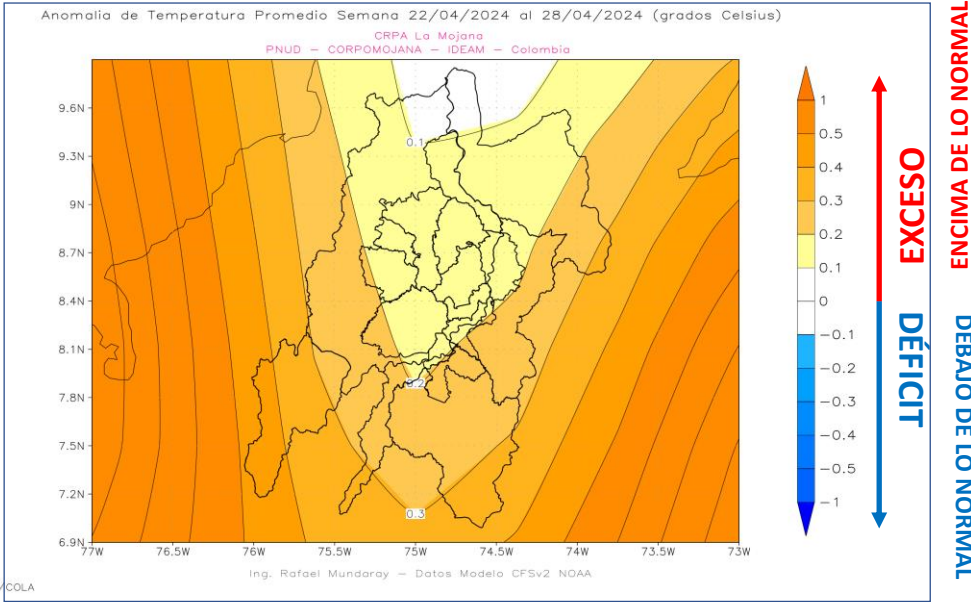 Anomalia de Temperatura Promedio Semana 22/04/2024 al 28/04/2024 (grados Celsius)
CRPA La Mojana
PNUD – CORPOMOJANA – IDEAM – Colombia
9.6N
9.3N
9N
8.7N
8.4N
8.1N
7.8N
7.5N
7.2N
6.9N
77W
76.5W
76W
75.5W
75W
74.5W
74W
73.5W
73W
0.1
0.2
0.3
1
0.5
0.4
0.3
0.2
0.1
0
−0.1
−0.2
−0.3
−0.4
−0.5
−1
EXCESO
DÉFICIT
ENCIMA DE LO NORMAL
DEBAJO DE LO NORMAL
Ing. Rafael Mundaray – Datos Modelo CFSv2 NOAA
/COLA